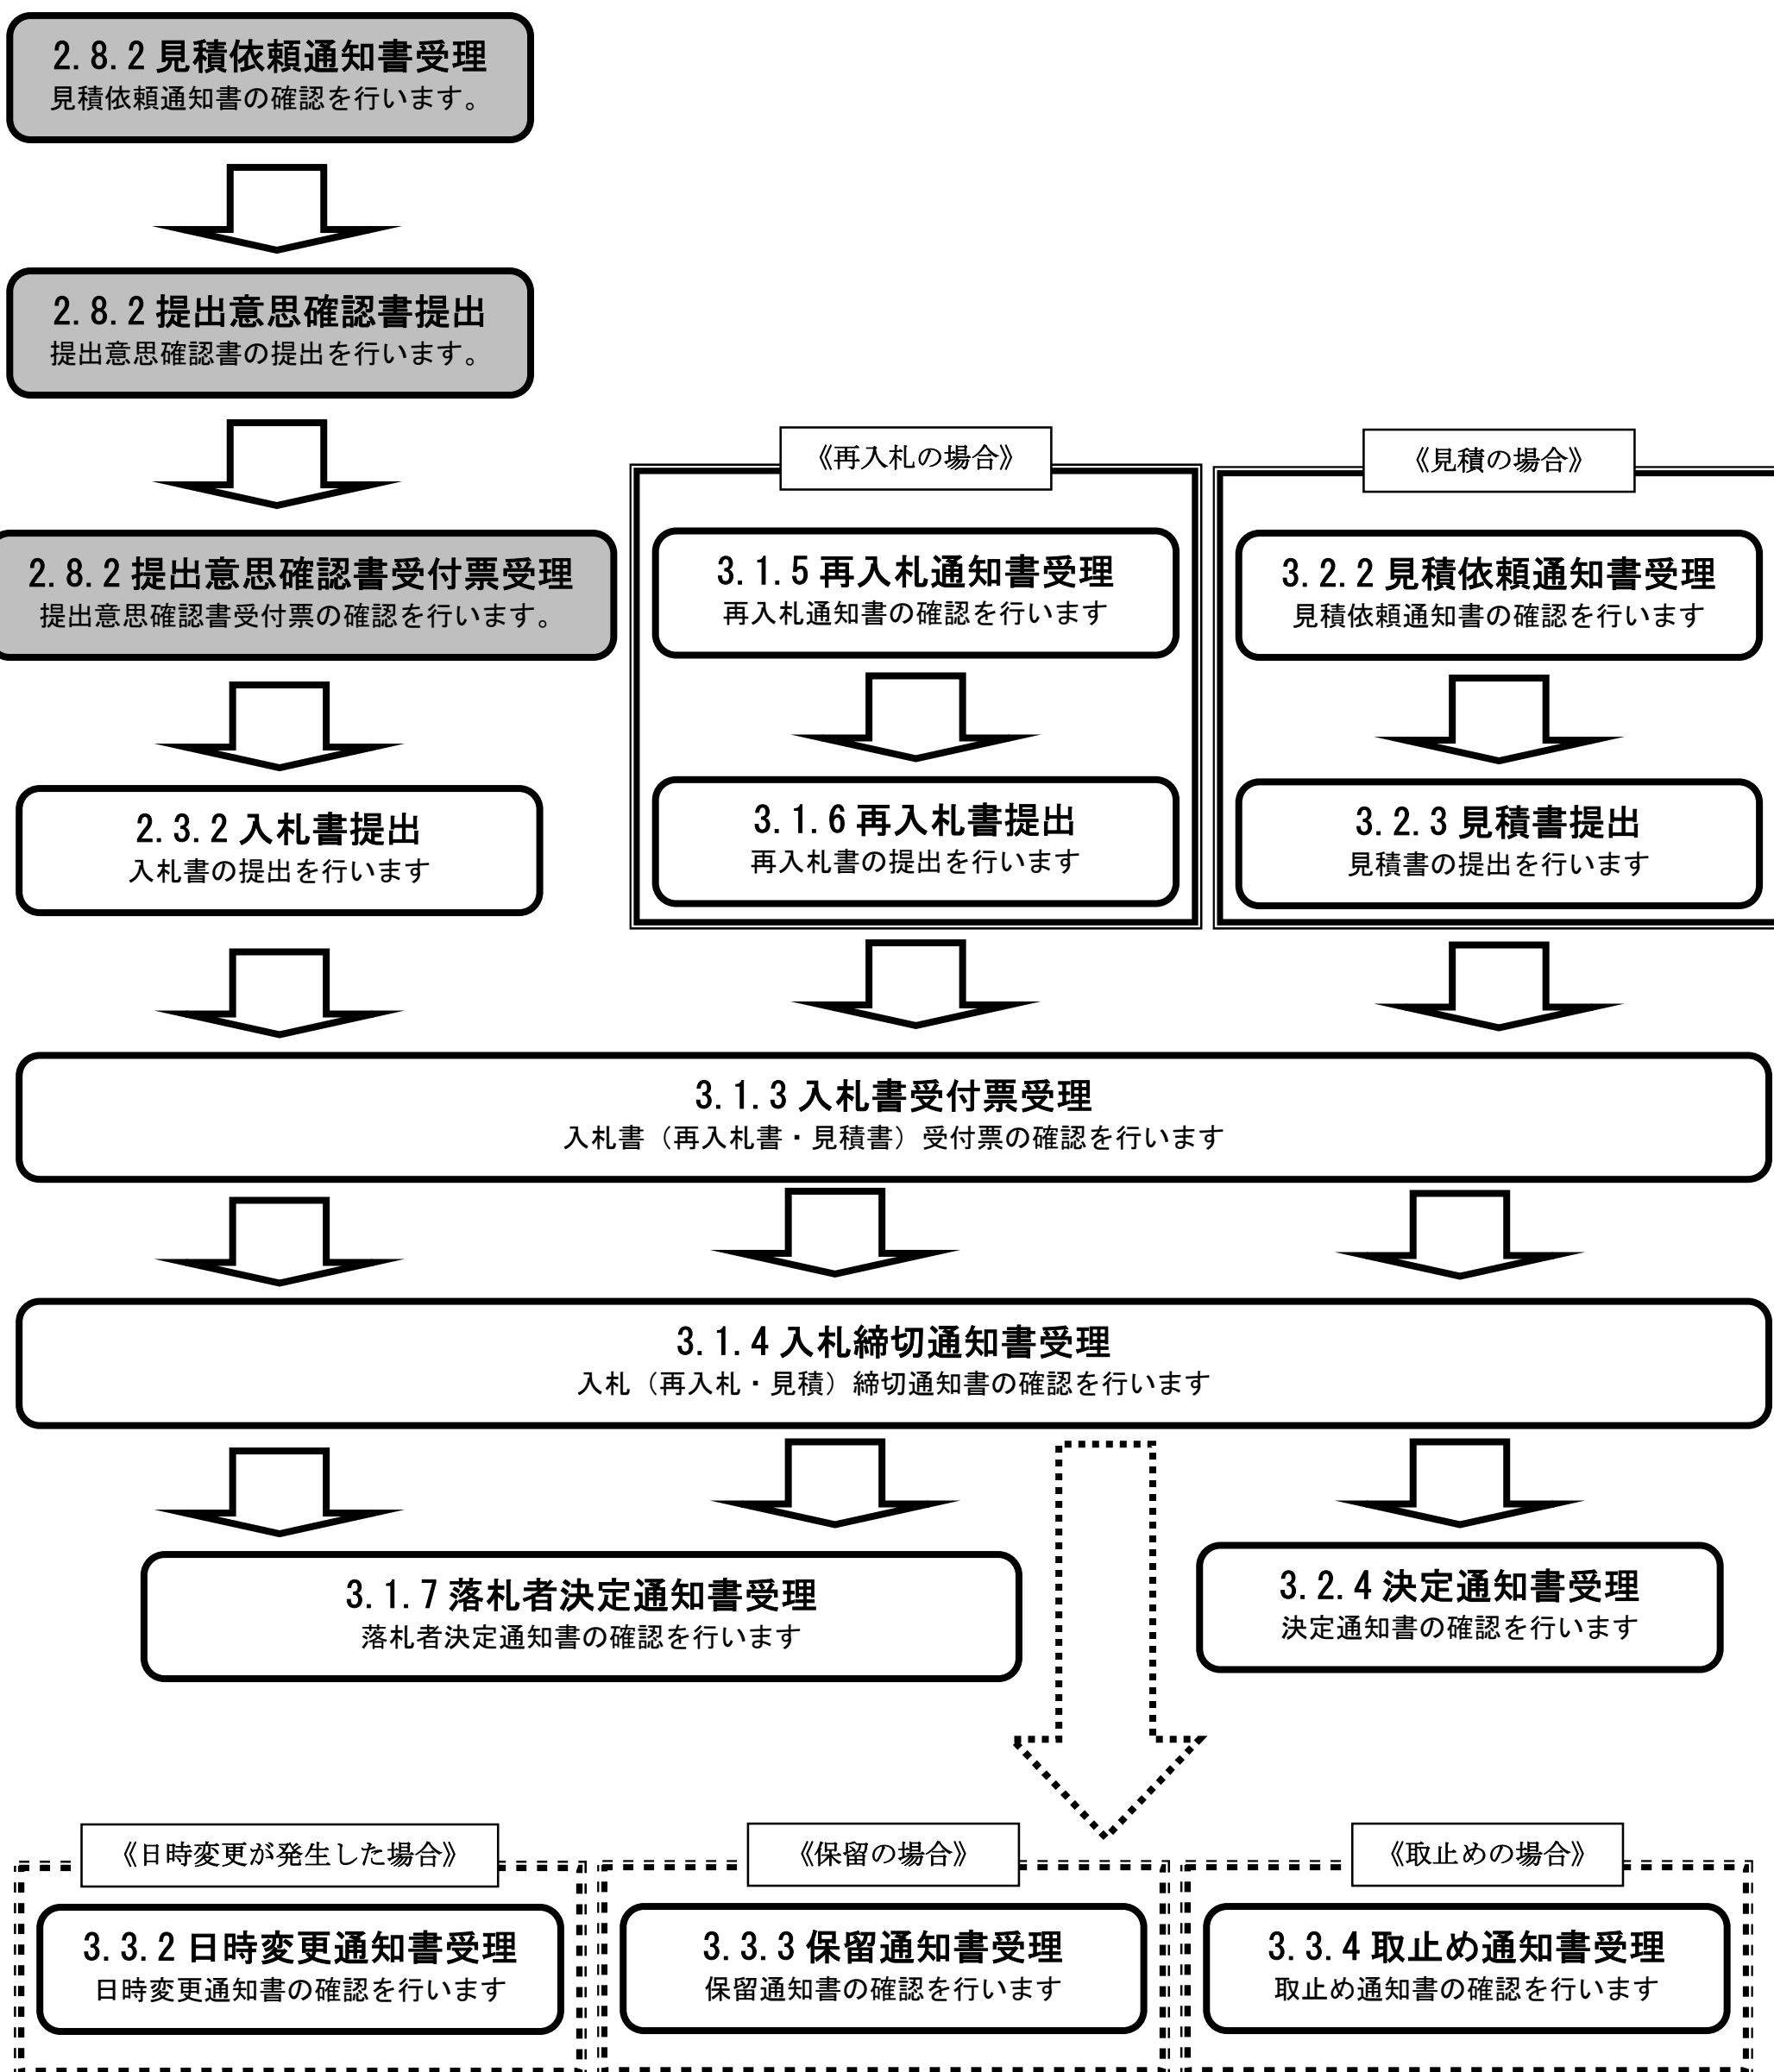 2.8.2 見積依頼通知書受理
見積依頼通知書の確認を行います。
2.8.2 提出意思確認書提出
提出意思確認書の提出を行います。
2.8.2 提出意思確認書受付票受理
提出意思確認書受付票の確認を行います。
2.3.2 入札書提出
入札書の提出を行います
《再入札の場合》
3.1.5 再入札通知書受理
再入札通知書の確認を行います
3.1.6 再入札書提出
再入札書の提出を行います
《見積の場合》
3.2.2 見積依頼通知書受理
見積依頼通知書の確認を行います
3.2.3 見積書提出
見積書の提出を行います
3.1.3 入札書受付票受理
入札書（再入札書・見積書）受付票の確認を行います
3.1.4 入札締切通知書受理
入札（再入札・見積）締切通知書の確認を行います
3.1.7 落札者決定通知書受理
落札者決定通知書の確認を行います
3.2.4 決定通知書受理
決定通知書の確認を行います
《日時変更が発生した場合》
3.3.2 日時変更通知書受理
日時変更通知書の確認を行います
《保留の場合》
3.3.3 保留通知書受理
保留通知書の確認を行います
《取止めの場合》
3.3.4 取止め通知書受理
取止め通知書の確認を行います